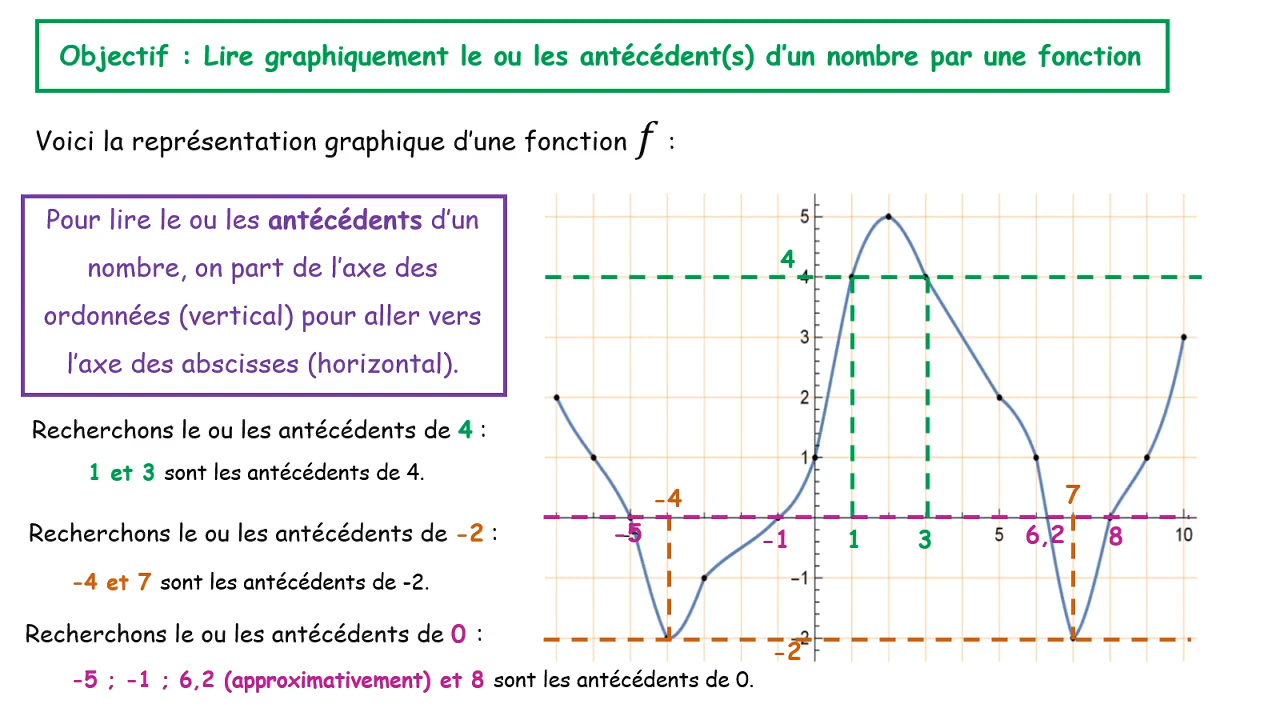 Objectif : Lire graphiquement le ou les antécédent(s) d'un nombre par une fonction
Voici la représentation graphique d'une fonction f :
Pour lire le ou les antécédents d'un
nombre, on part de l'axe des
ordonnées (vertical) pour aller vers
l'axe des abscisses (horizontal).
Recherchons le ou les antécédents de 4 :
1 et 3 sont les antécédents de 4.
Recherchons le ou les antécédents de -2 :
-4 et 7 sont les antécédents de -2.
Recherchons le ou les antécédents de 0 :
-5 ; -1 ; 6,2 (approximativement) et 8 sont les antécédents de 0.
5
4
4
3
2
1
-4
7
-5
-5
-1
1
3
5
6,2
8
10
−1
−2
-2